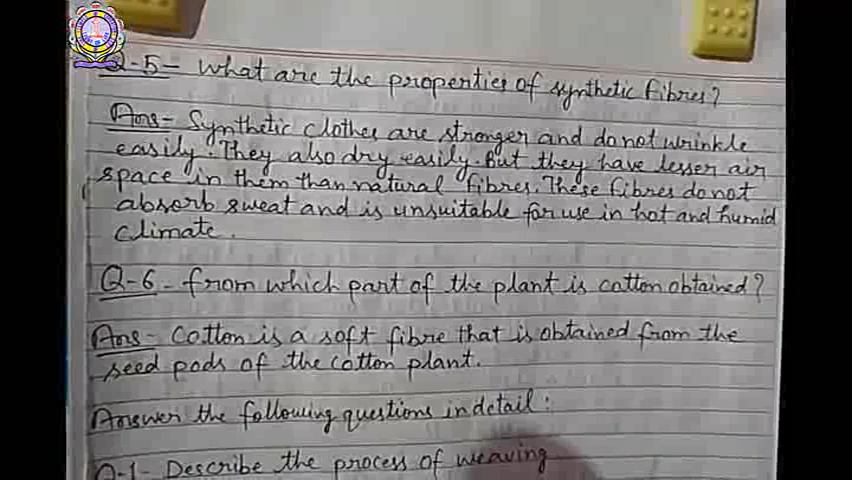 Q-5- What are the properties of synthetic fibres?
Ans- Synthetic clothes are stronger and do not wrinkle
easily. They also dry easily. But they have lesser air
space in them than natural fibres. These fibres do not
absorb sweat and is unsuitable for use in hot and humid
climate.
Q-6- From which part of the plant is cotton obtained?
Ans- Cotton is a soft fibre that is obtained from the
seed pods of the cotton plant.
Answer the following questions in detail:
Q-1- Describe the process of weaving